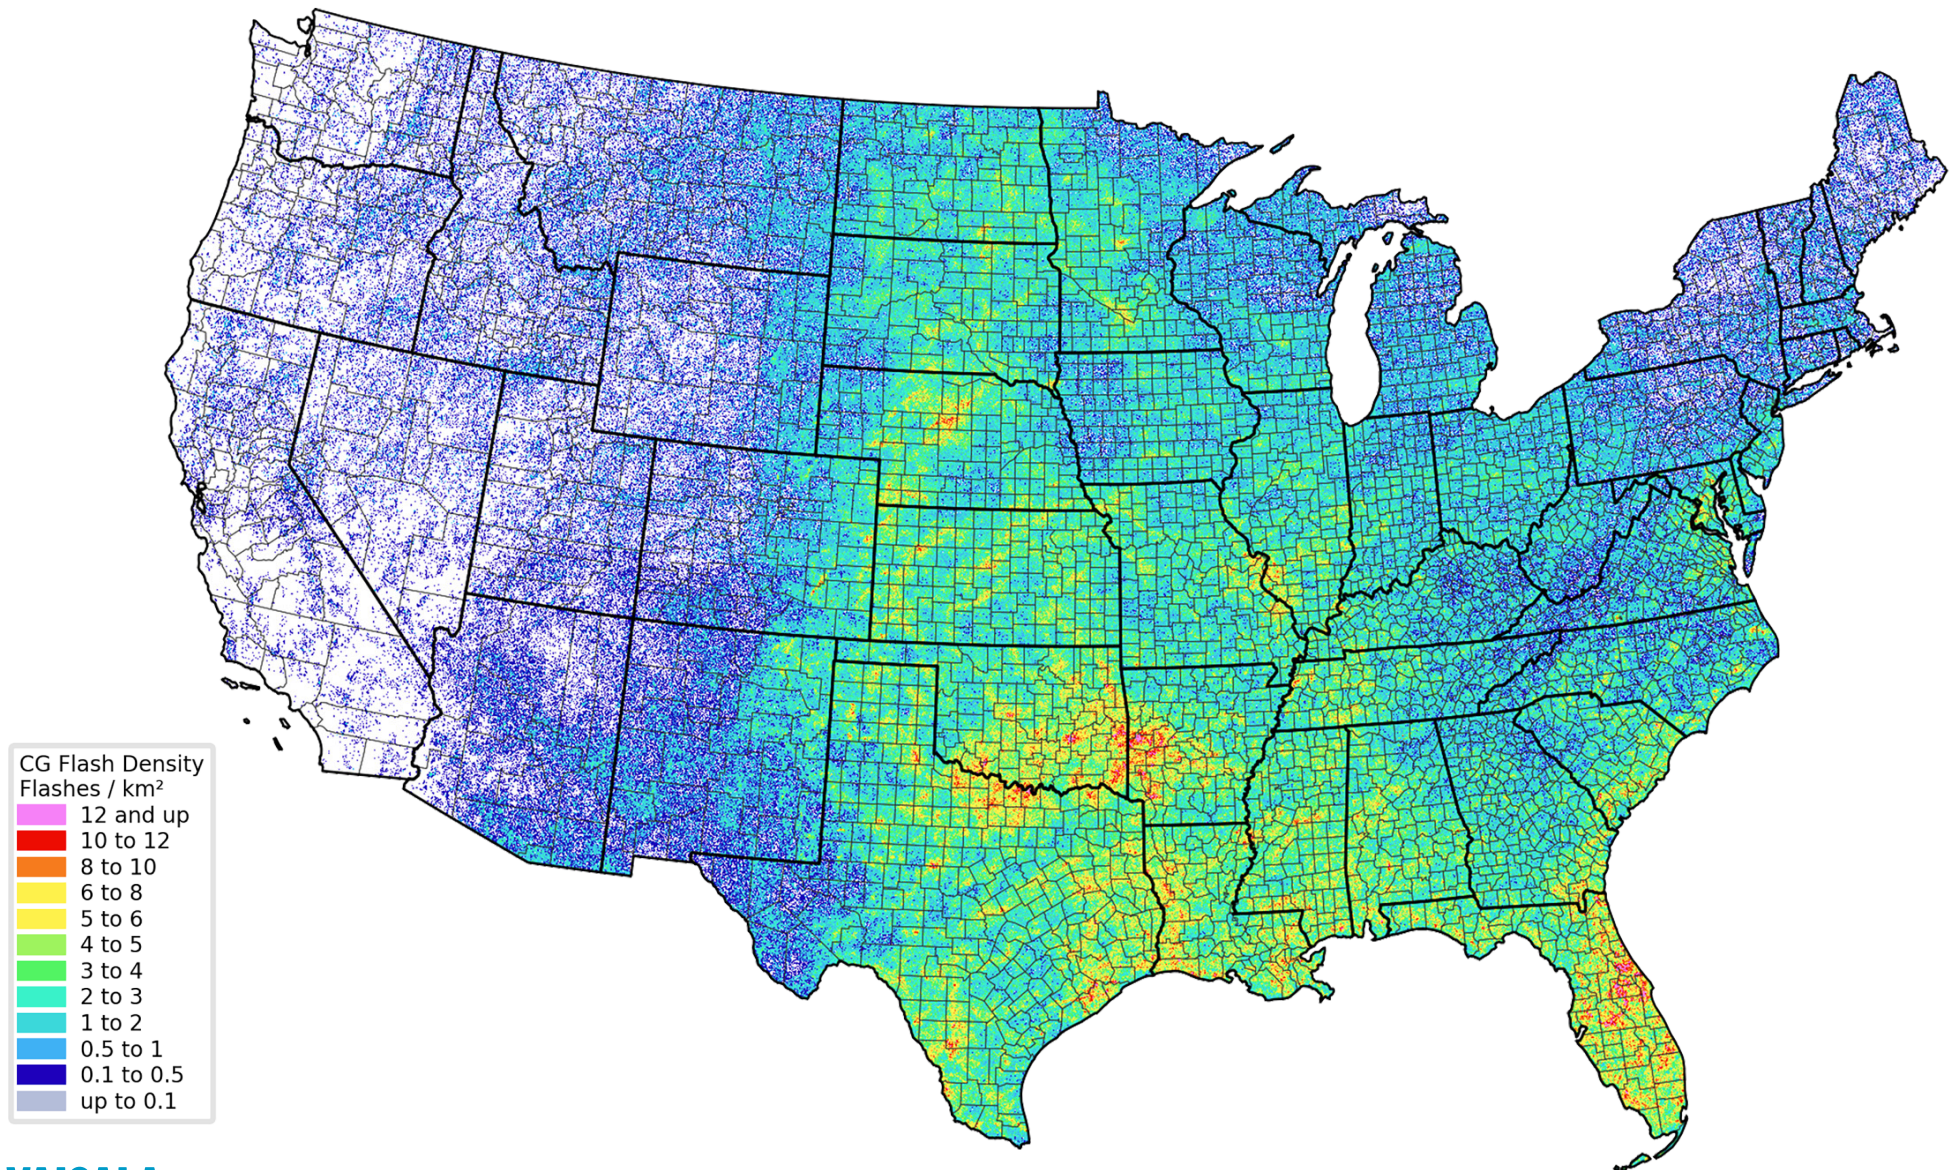 CG Flash Density
Flashes / km²
12 and up
10 to 12
8 to 10
6 to 8
5 to 6
4 to 5
3 to 4
2 to 3
1 to 2
0.5 to 1
0.1 to 0.5
up to 0.1